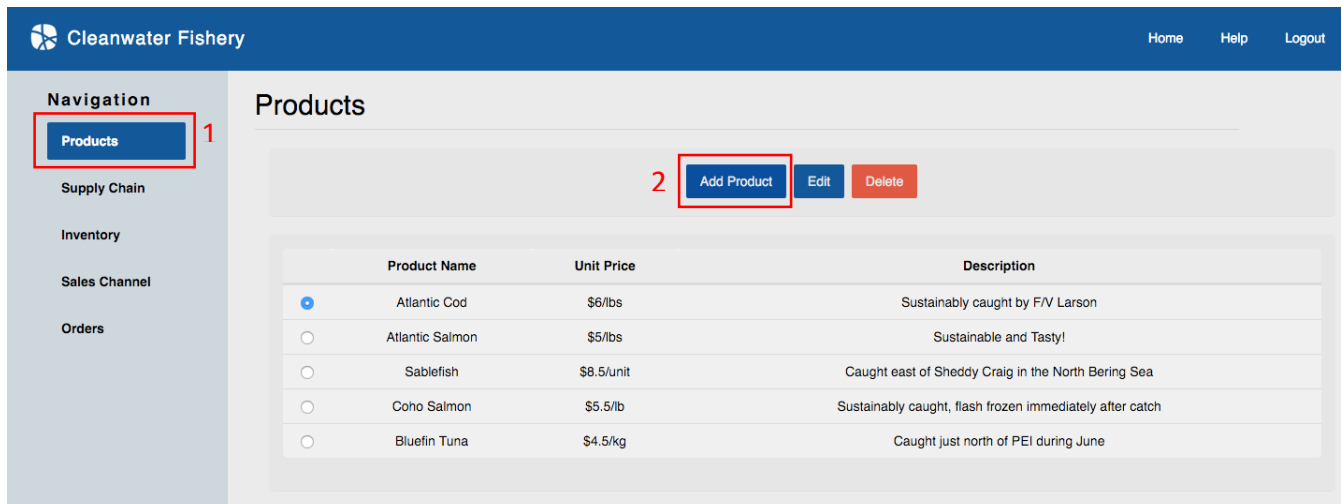 Cleanwater Fishery
Home Help Logout
Navigation
Products
1
Supply Chain
Inventory
Sales Channel
Orders
Products
2
Add Product Edit Delete
Product Name Unit Price Description
Atlantic Cod $6/lbs Sustainably caught by F/V Larson
Atlantic Salmon $5/lbs Sustainable and Tasty!
Sablefish $8.5/unit Caught east of Sheddy Craig in the North Bering Sea
Coho Salmon $5.5/lb Sustainably caught, flash frozen immediately after catch
Bluefin Tuna $4.5/kg Caught just north of PEI during June